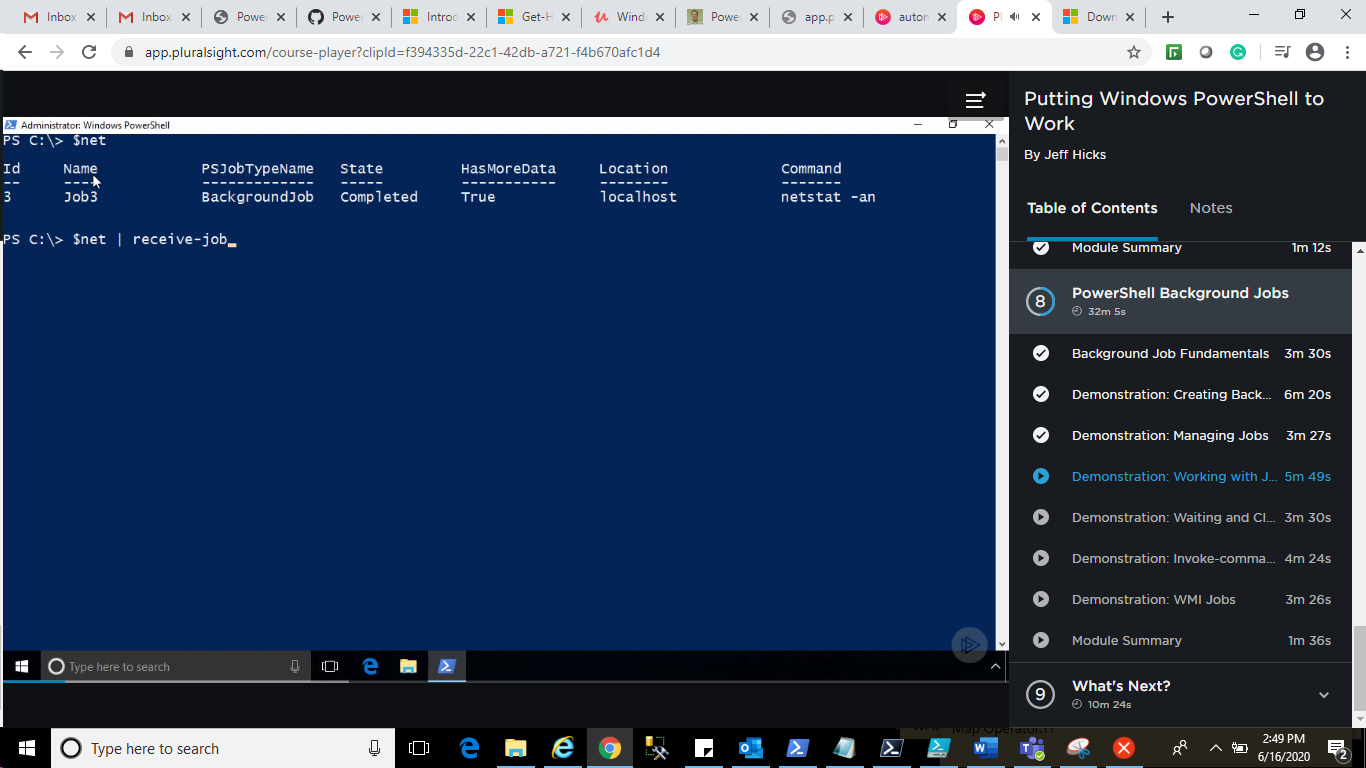 Inbox
Inbox
Power
Power
Introd
Get-H
Wind
Powe
app.p
auton
Pl
Down
app.pluralsight.com/course-player?clipId=f394335d-22c1-42db-a721-f4b670afc1d4
Administrator: Windows PowerShell
PS C:\> $net
Id Name PSJobTypeName State HasMoreData Location Command
-- ---- ------------- ----- ----------- -------- -------
3 Job3 BackgroundJob Completed True localhost netstat -an
PS C:\> $net | receive-job_
Type here to search
Putting Windows PowerShell to
Work
By Jeff Hicks
Table of Contents Notes
Module Summary 1m 12s
8 PowerShell Background Jobs
32m 5s
Background Job Fundamentals 3m 30s
Demonstration: Creating Back... 6m 20s
Demonstration: Managing Jobs 3m 27s
Demonstration: Working with J... 5m 49s
Demonstration: Waiting and Cl... 3m 30s
Demonstration: Invoke-comma... 4m 24s
Demonstration: WMI Jobs 3m 26s
Module Summary 1m 36s
9 What's Next?
10m 24s
Type here to search
2:49 PM
6/16/2020
2